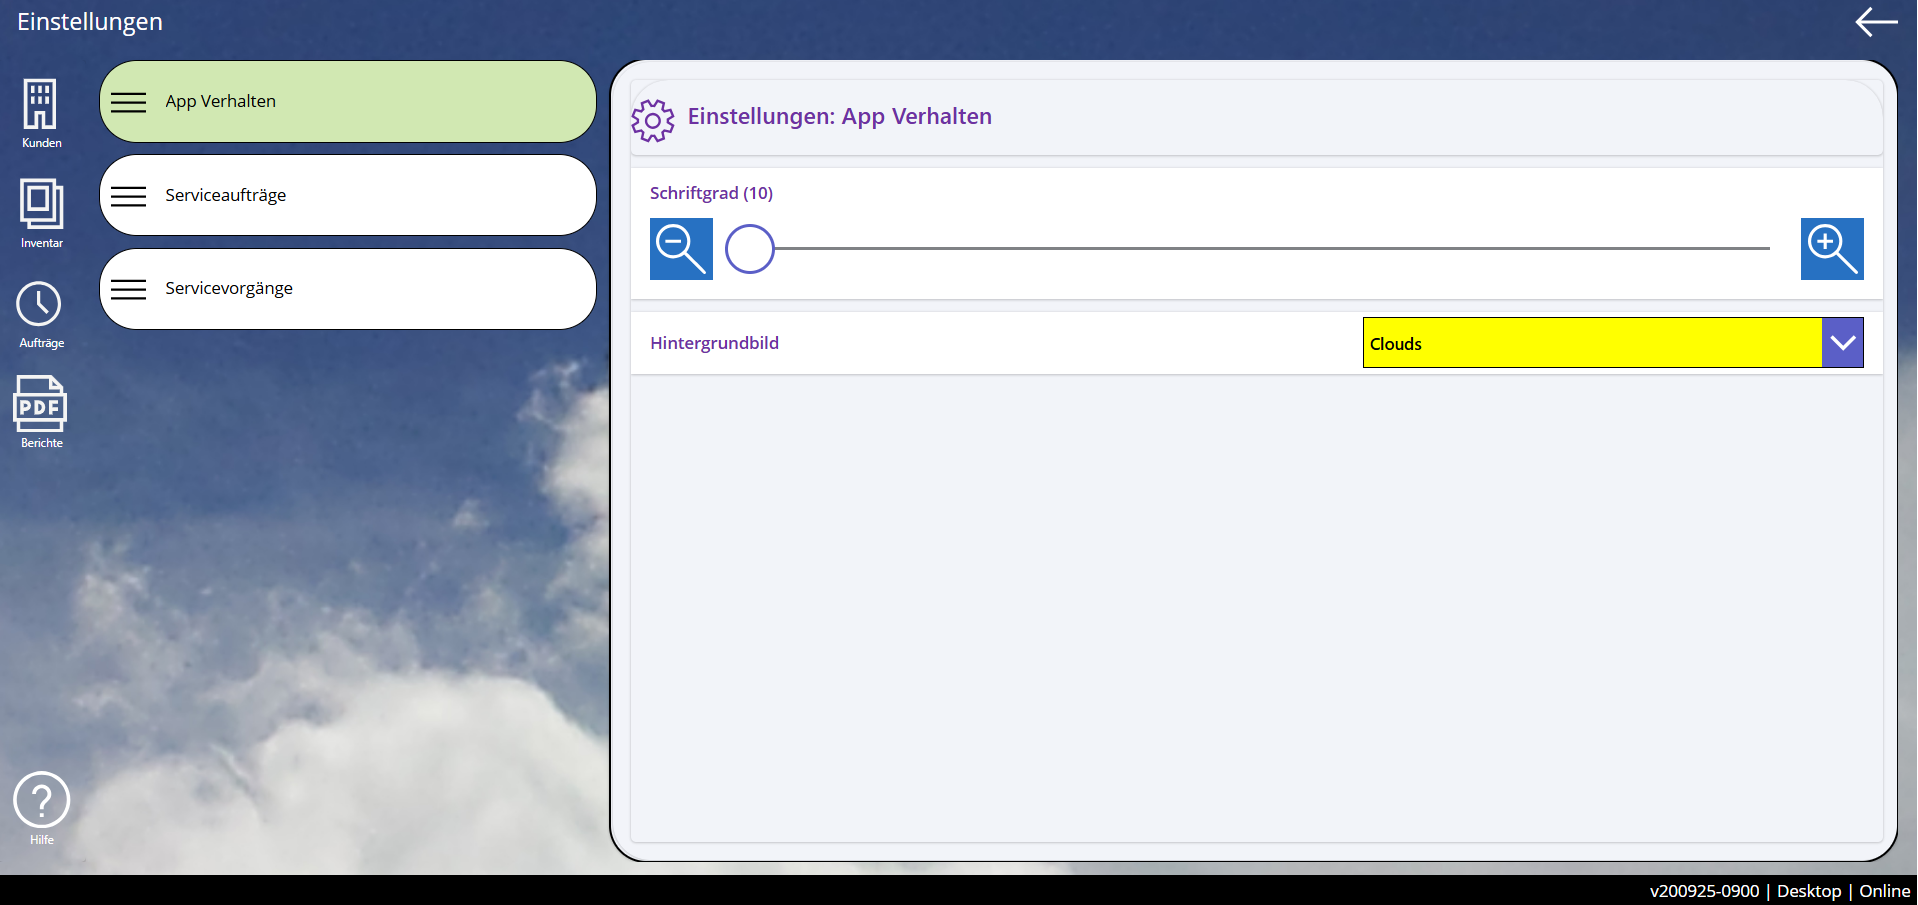 Einstellungen
Kunden
Inventar
Aufträge
PDF
Berichte
Hilfe
App Verhalten
Serviceaufträge
Servicevorgänge
Einstellungen: App Verhalten
Schriftgrad (10)
Hintergrundbild
Clouds
v200925-0900 | Desktop | Online